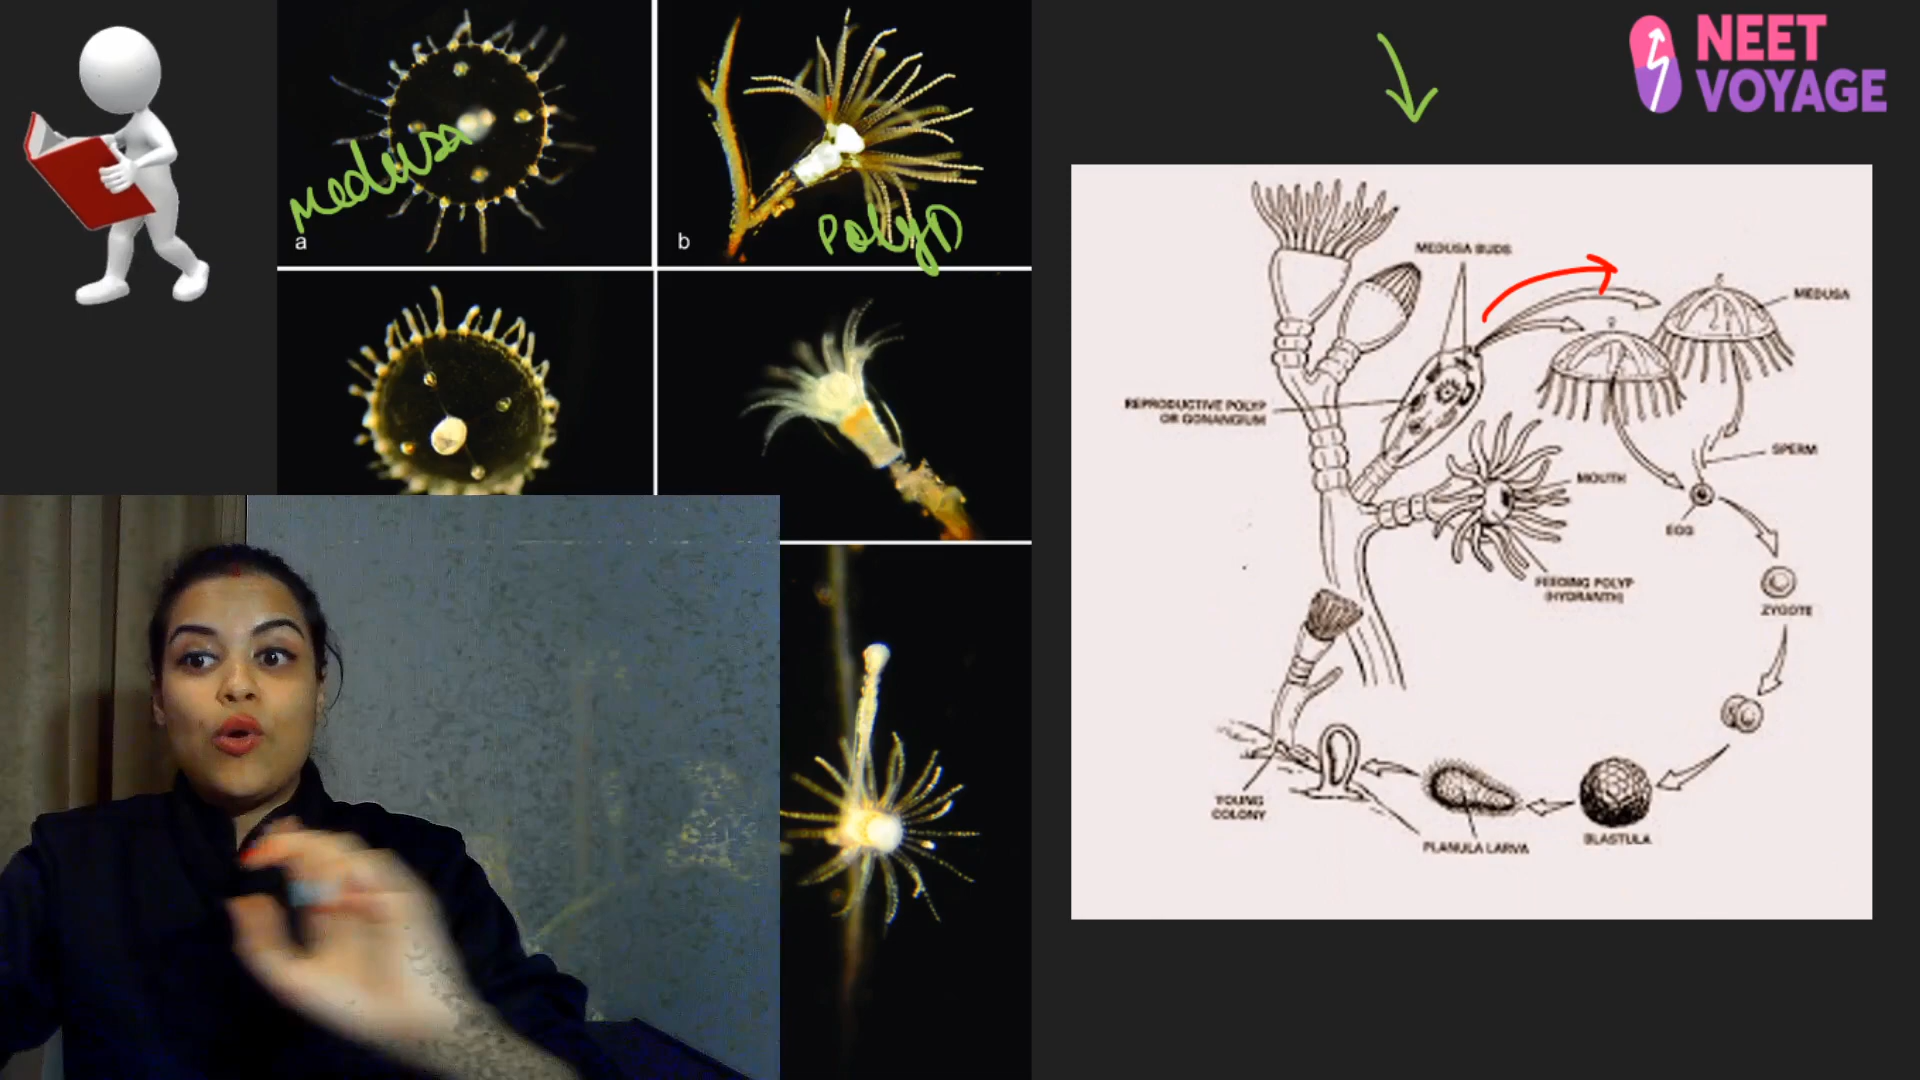 NEET
VOYAGE
Medusa
a
b
Polyp
MEDUSA BUDS
MEDUSA
REPRODUCTIVE POLYP
OR GONANGIUM
SPERM
MOUTH
EGG
FEEDING POLYP
(HYDRANTH)
ZYGOTE
YOUNG
COLONY
PLANULA LARVA
BLASTULA